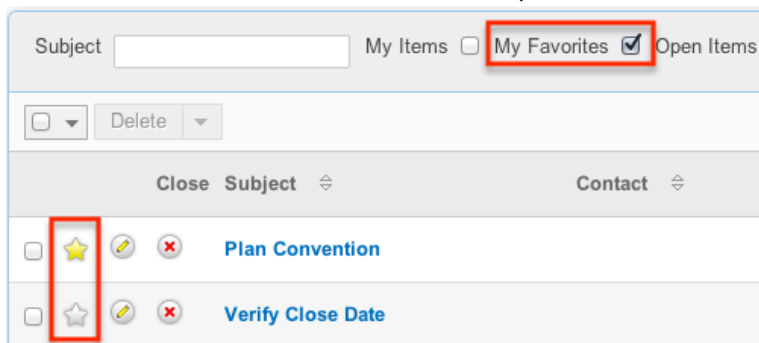 Subject My Items My Favorites Open Items
Delete
Close Subject Contact
Plan Convention
Verify Close Date